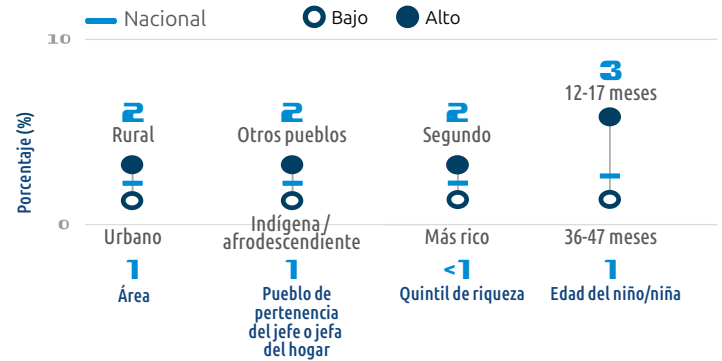 Nacional Bajo Alto
10
Porcentaje (%)
2 2 2 3
Rural Otros pueblos Segundo 12-17 meses
0
Urbano Indígena / Más rico 36-47 meses
afrodescendiente
1 1 <1 1
Área Pueblo de Quintil de riqueza Edad del niño/niña
pertenencia
del jefe o jefa
del hogar